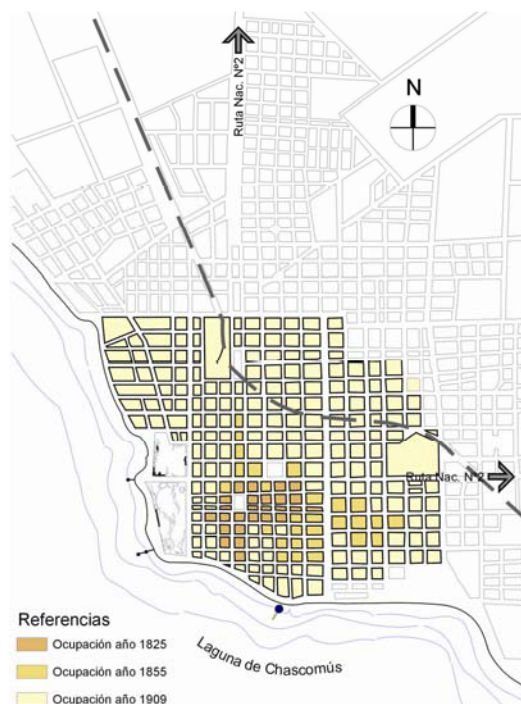 Ruta Nac. Nº2
N
Ruta Nac. Nº2
Laguna de Chascomús
Referencias
Ocupación año 1825
Ocupación año 1855
Ocupación año 1909